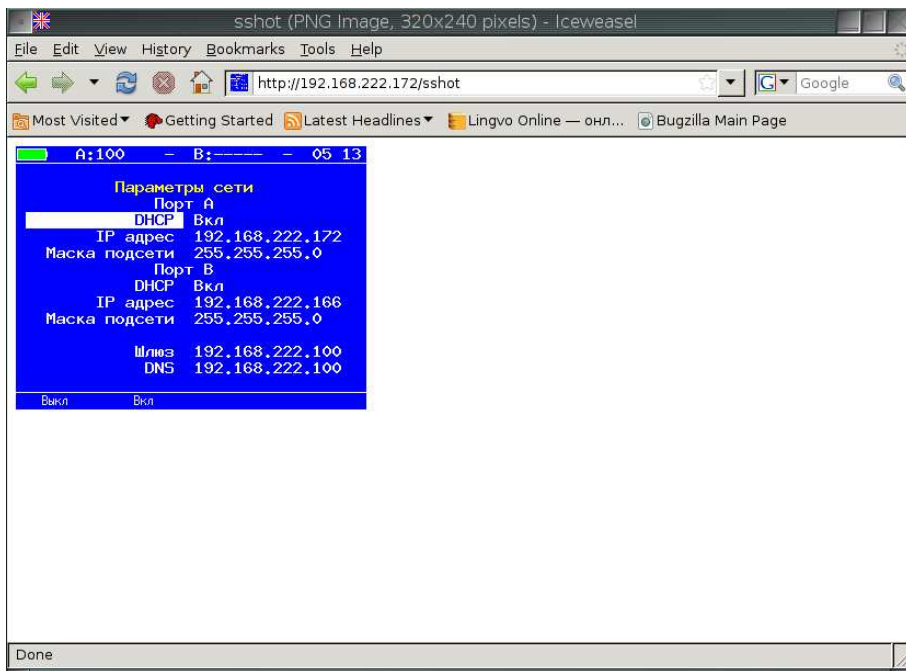 sshot (PNG Image, 320x240 pixels) - Iceweasel
File Edit View History Bookmarks Tools Help
http://192.168.222.172/sshot
G Google
Most Visited Getting Started Latest Headlines Lingvo Online — онл... Bugzilla Main Page
A:100 – B:----- – 05 13
Параметры сети
Порт A
DHCP Вкл
IP адрес 192.168.222.172
Маска подсети 255.255.255.0
Порт B
DHCP Вкл
IP адрес 192.168.222.166
Маска подсети 255.255.255.0
Шлюз 192.168.222.100
DNS 192.168.222.100
Выкл Вкл
Done